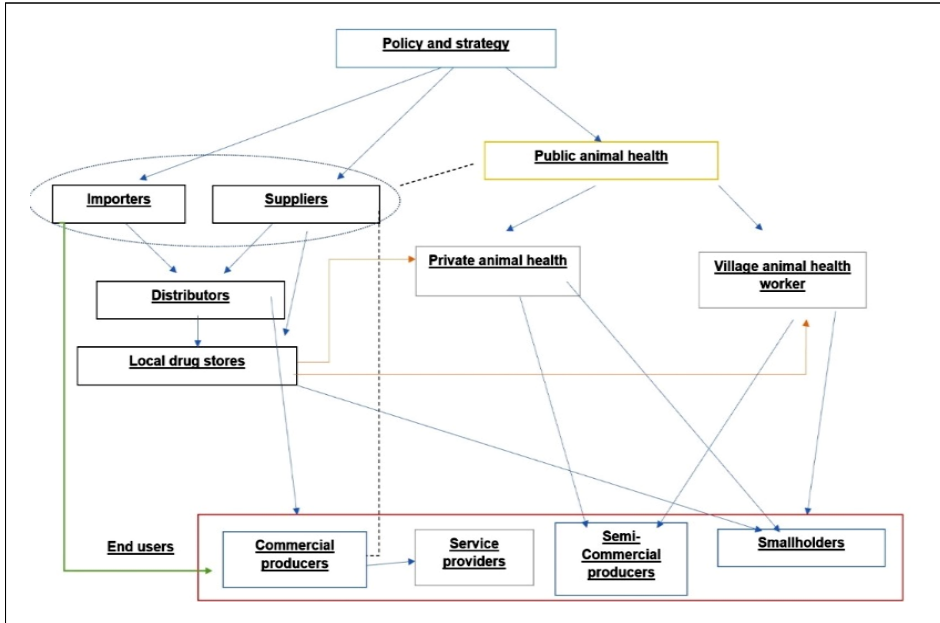 Policy and strategy
Public animal health
Importers
Suppliers
Private animal health
Village animal health
worker
Distributors
Local drug stores
End users
Commercial
producers
Service
providers
Semi-
Commercial
producers
Smallholders